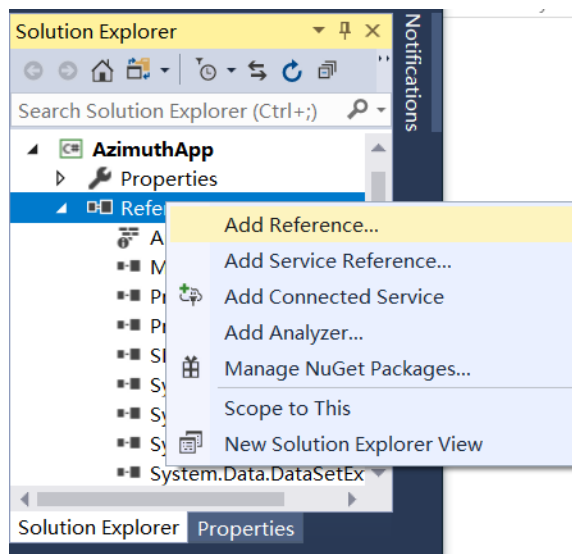 Solution Explorer
Notifications
Search Solution Explorer (Ctrl+;)
AzimuthApp
Properties
Add Reference...
Add Service Reference...
Add Connected Service
Add Analyzer...
Manage NuGet Packages...
Scope to This
New Solution Explorer View
System.Data.DataSetEx
Solution Explorer
Properties